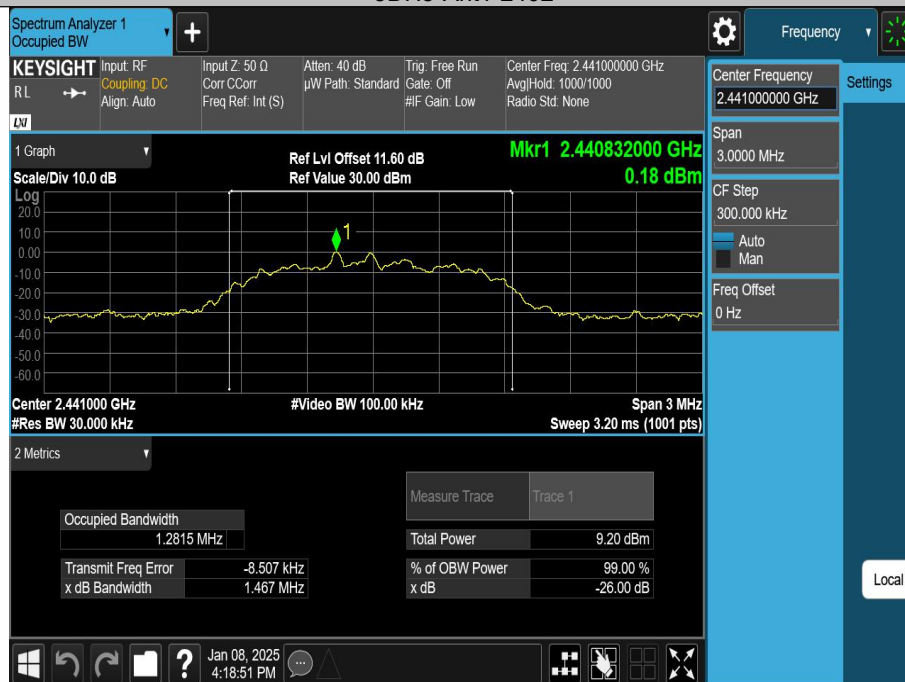 Spectrum Analyzer 1
Occupied BW
Frequency
KEYSIGHT
RL
LXI
Input: RF
Coupling: DC
Align: Auto
Input Z: 50 Ω
Corr CCorr
Freq Ref: Int (S)
Atten: 40 dB
µW Path: Standard
Trig: Free Run
Gate: Off
#IF Gain: Low
Center Freq: 2.441000000 GHz
Avg|Hold: 1000/1000
Radio Std: None
Center Frequency
2.441000000 GHz
Settings
Span
3.0000 MHz
CF Step
300.000 kHz
Auto
Man
Freq Offset
0 Hz
Local
1 Graph
Scale/Div 10.0 dB
Ref Lvl Offset 11.60 dB
Ref Value 30.00 dBm
Mkr1 2.440832000 GHz
0.18 dBm
Log
20.0
10.0
0.00
-10.0
-20.0
-30.0
-40.0
-50.0
-60.0
1
Center 2.441000 GHz
#Res BW 30.000 kHz
#Video BW 100.00 kHz
Span 3 MHz
Sweep 3.20 ms (1001 pts)
2 Metrics
Measure Trace Trace 1
Occupied Bandwidth
1.2815 MHz
Total Power 9.20 dBm
Transmit Freq Error -8.507 kHz
% of OBW Power 99.00 %
x dB Bandwidth 1.467 MHz
x dB -26.00 dB
Jan 08, 2025
4:18:51 PM